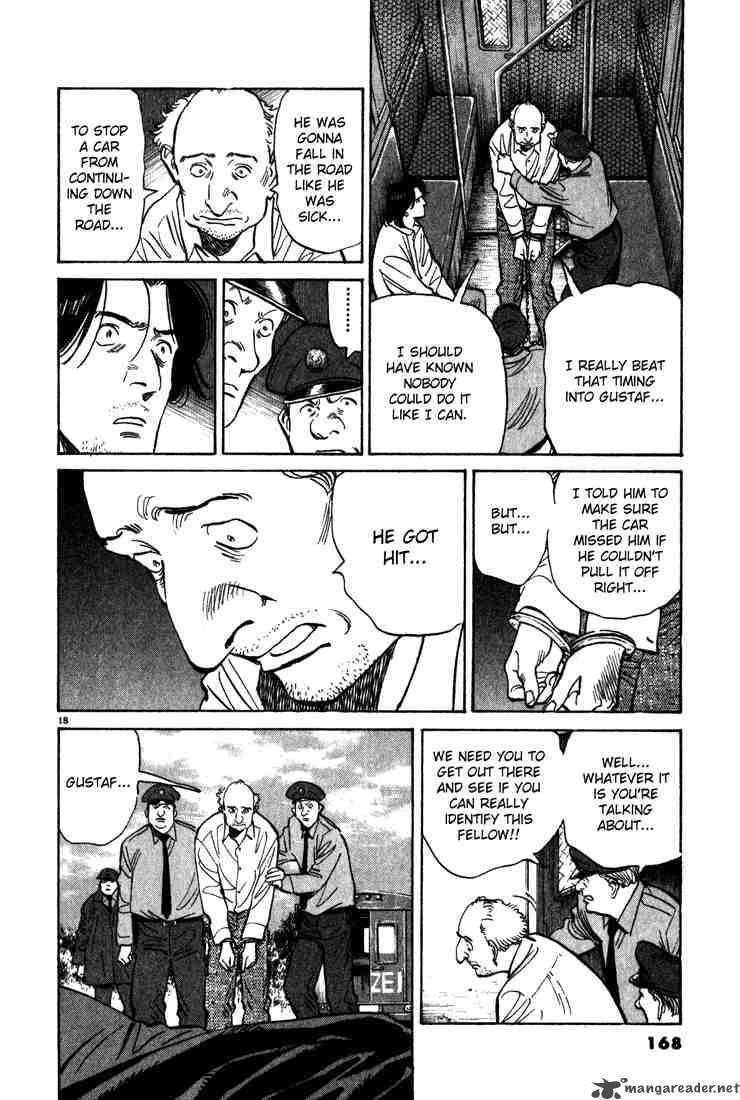 I REALLY BEAT
THAT TIMING
INTO GUSTAF...
I SHOULD
HAVE KNOWN
NOBODY
COULD DO IT
LIKE I CAN.
HE WAS
GONNA
FALL IN
THE ROAD
LIKE HE
WAS
SICK...
TO STOP
A CAR
FROM
CONTINU-
ING DOWN
THE
ROAD...
.........
I TOLD HIM TO
MAKE SURE
THE CAR
MISSED HIM IF
HE COULDN'T
PULL IT OFF
RIGHT...
BUT...
BUT...
HE GOT
HIT...
18
WELL...
WHATEVER
IT IS
YOU'RE
TALKING
ABOUT...
WE NEED YOU TO
GET OUT THERE
AND SEE IF YOU
CAN REALLY
IDENTIFY THIS
FELLOW!!
GUSTAF...
ZEI
168
mangareader.net